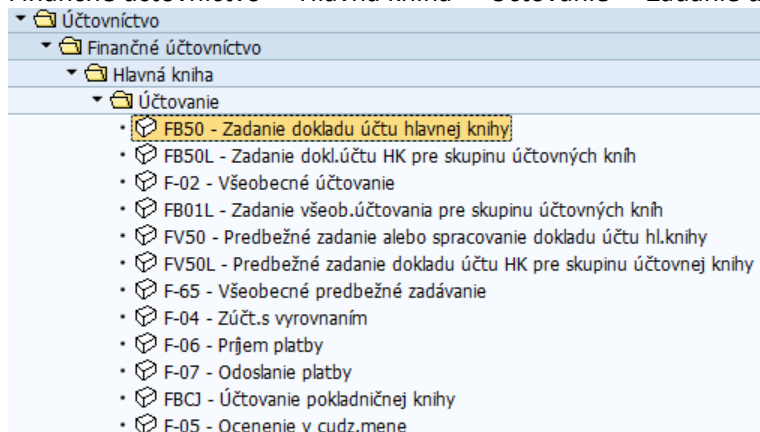 Účtovníctvo
Finančné účtovníctvo
Hlavná kniha
Účtovanie
FB50 - Zadanie dokladu účtu hlavnej knihy
FB50L - Zadanie dokl.účtu HK pre skupinu účtovných kníh
F-02 - Všeobecné účtovanie
FB01L - Zadanie všeob.účtovania pre skupinu účtovných kníh
FV50 - Predbežné zadanie alebo spracovanie dokladu účtu hl.knihy
FV50L - Predbežné zadanie dokladu účtu HK pre skupinu účtovnej knihy
F-65 - Všeobecné predbežné zadávanie
F-04 - Zúčt.s vyrovnaním
F-06 - Príjem platby
F-07 - Odoslanie platby
FBCJ - Účtovanie pokladničnej knihy
F-05 - Ocenenie v cudz.mene